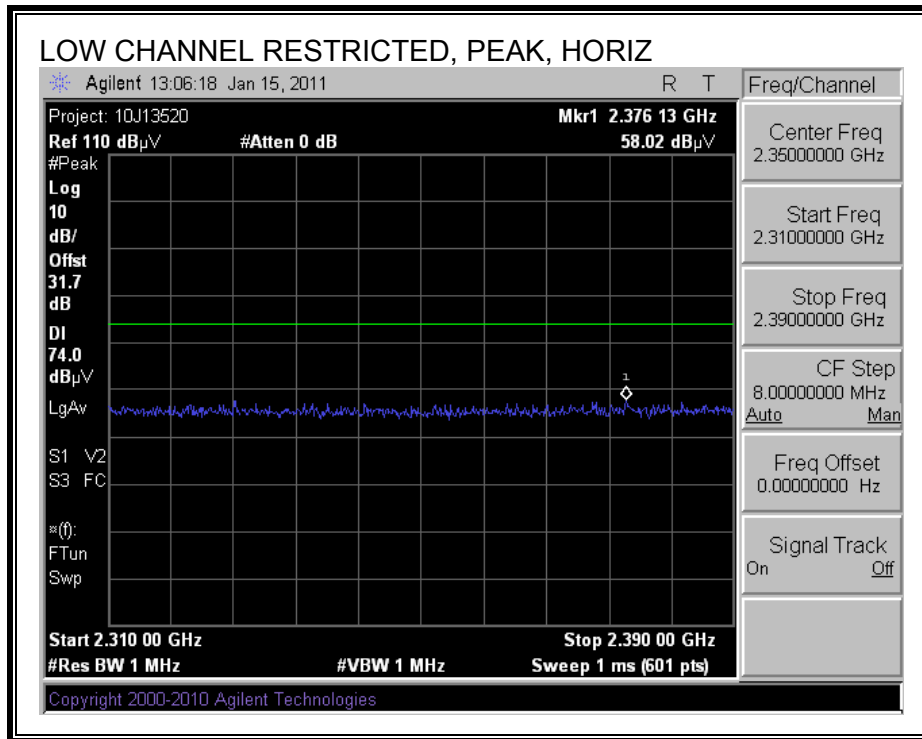 LOW CHANNEL RESTRICTED, PEAK, HORIZ
Agilent 13:06:18 Jan 15, 2011 R T
Freq/Channel
Project: 10J13520 Mkr1 2.376 13 GHz
Ref 110 dBµV #Atten 0 dB 58.02 dBµV
#Peak
Log
10
dB/
Offst
31.7
dB
DI
74.0
dBµV
LgAv
S1 V2
S3 FC
¤(f):
FTun
Swp
1
Start 2.310 00 GHz Stop 2.390 00 GHz
#Res BW 1 MHz #VBW 1 MHz Sweep 1 ms (601 pts)
Center Freq
2.35000000 GHz
Start Freq
2.31000000 GHz
Stop Freq
2.39000000 GHz
CF Step
8.00000000 MHz
Auto Man
Freq Offset
0.00000000 Hz
Signal Track
On Off
Copyright 2000-2010 Agilent Technologies